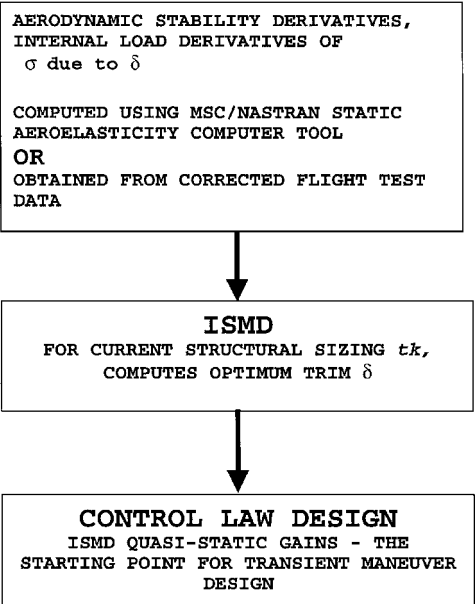 AERODYNAMIC STABILITY DERIVATIVES,
INTERNAL LOAD DERIVATIVES OF
σ due to δ
COMPUTED USING MSC/NASTRAN STATIC
AEROELASTICITY COMPUTER TOOL
OR
OBTAINED FROM CORRECTED FLIGHT TEST
DATA
ISMD
FOR CURRENT STRUCTURAL SIZING tk,
COMPUTES OPTIMUM TRIM δ
CONTROL LAW DESIGN
ISMD QUASI-STATIC GAINS - THE
STARTING POINT FOR TRANSIENT MANEUVER
DESIGN